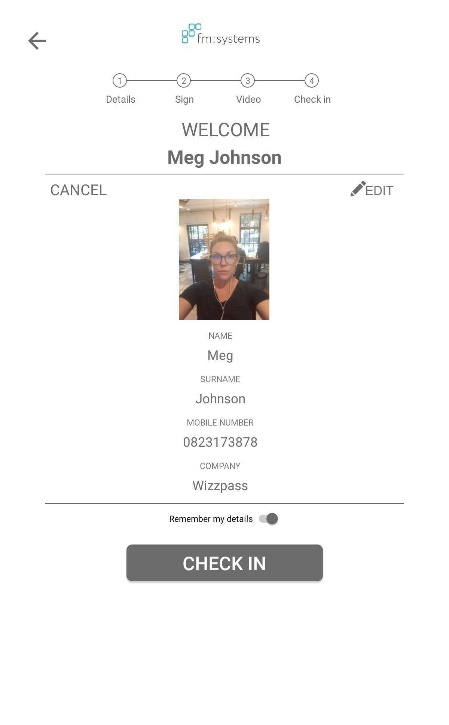 fm:systems
1 2 3 4
Details Sign Video Check in
WELCOME
Meg Johnson
CANCEL EDIT
NAME
Meg
SURNAME
Johnson
MOBILE NUMBER
0823173878
COMPANY
Wizzpass
Remember my details
CHECK IN